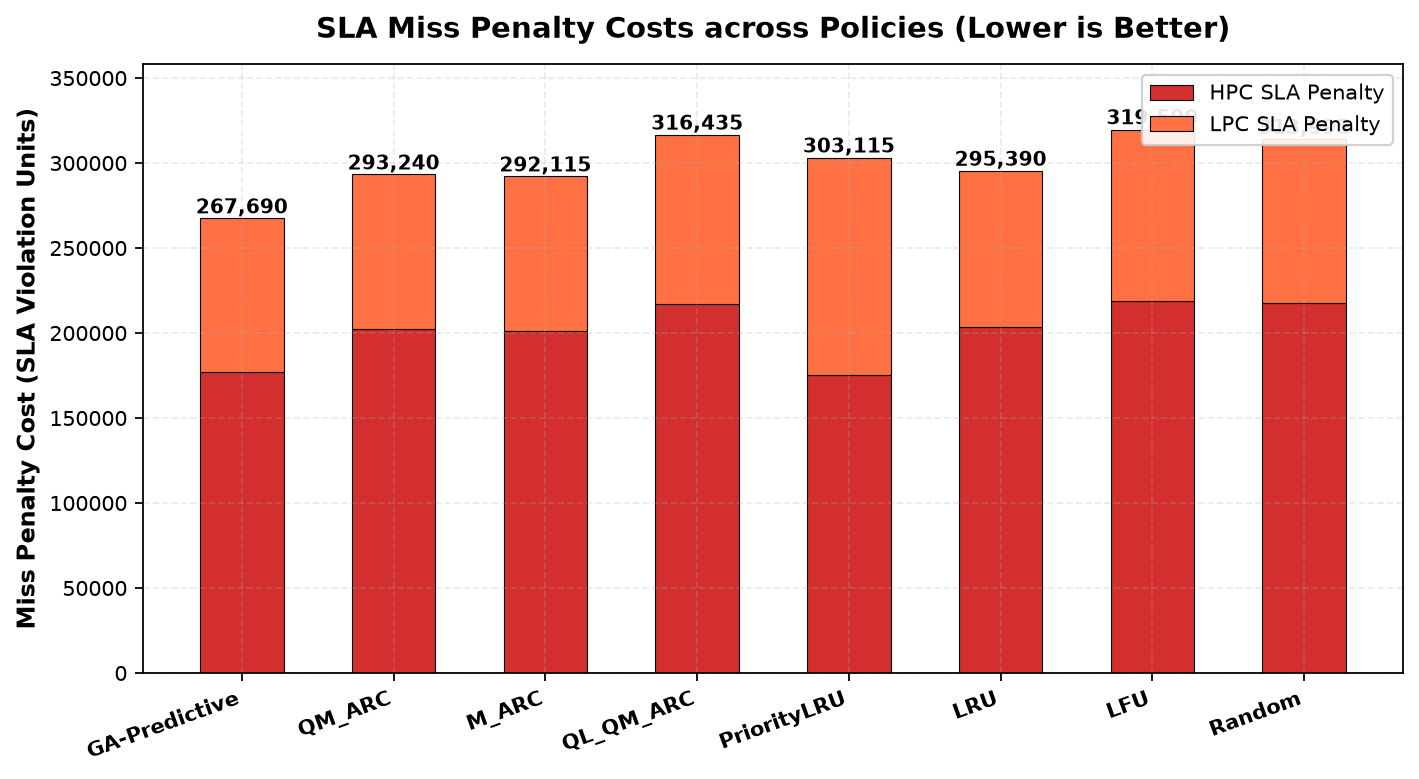 SLA Miss Penalty Costs across Policies (Lower is Better)
Miss Penalty Cost (SLA Violation Units)
350000
300000
250000
200000
150000
100000
50000
0
HPC SLA Penalty
LPC SLA Penalty
267,690
293,240
292,115
316,435
303,115
295,390
319
GA-Predictive
QM_ARC
M_ARC
QL_QM_ARC
PriorityLRU
LRU
LFU
Random